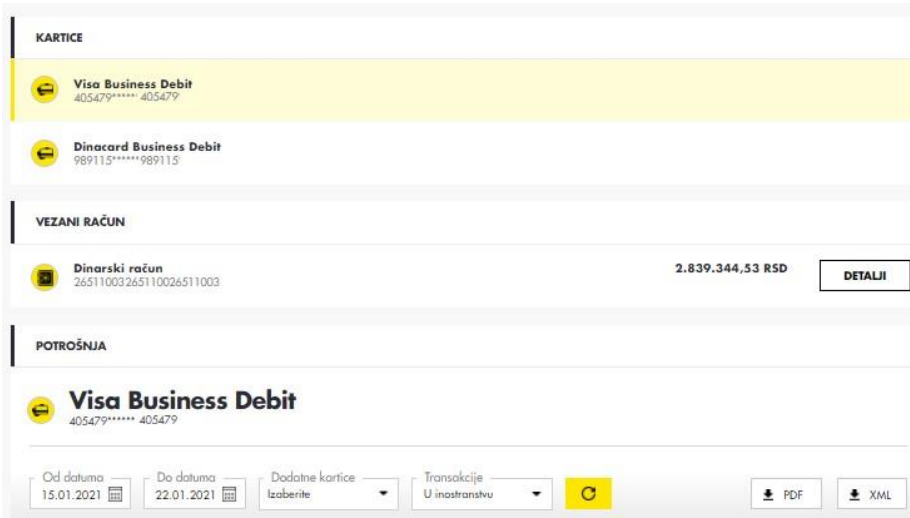 KARTICE
Visa Business Debit
405479***** 405479
Dinacard Business Debit
989115******989115
VEZANI RAČUN
Dinarski račun
26511003265110026511003
2.839.344,53 RSD
DETALJI
POTROŠNJA
Visa Business Debit
405479****** 405479
Od datuma
15.01.2021
Do datuma
22.01.2021
Dodatne kartice
Izaberite
Transakcije
U inostranstvu
PDF
XML